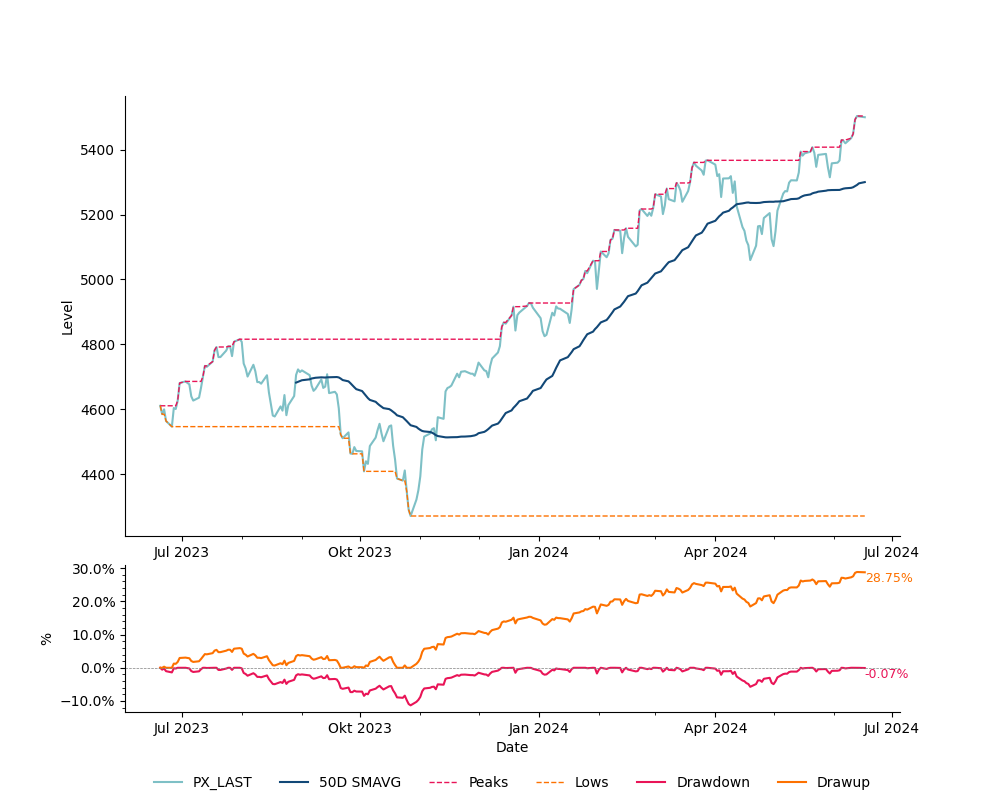 5400
5200
5000
4800
4600
4400
Level
Jul 2023 Okt 2023 Jan 2024 Apr 2024 Jul 2024
30.0%
20.0%
10.0%
0.0%
−10.0%
%
28.75%
-0.07%
Jul 2023 Okt 2023 Jan 2024 Apr 2024 Jul 2024
Date
PX_LAST 50D SMAVG Peaks Lows Drawdown Drawup